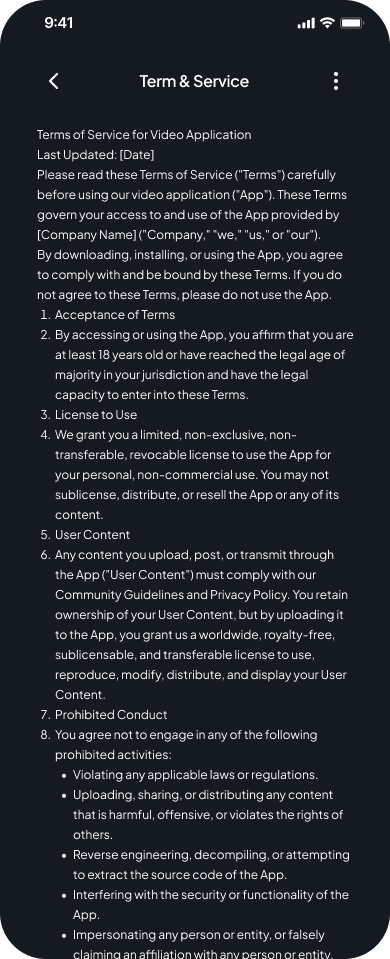 9:41
Term & Service
Terms of Service for Video Application
Last Updated: [Date]
Please read these Terms of Service ("Terms") carefully
before using our video application ("App"). These Terms
govern your access to and use of the App provided by
[Company Name] ("Company," "we," "us," or "our").
By downloading, installing, or using the App, you agree
to comply with and be bound by these Terms. If you do
not agree to these Terms, please do not use the App.
1. Acceptance of Terms
2. By accessing or using the App, you affirm that you are
at least 18 years old or have reached the legal age of
majority in your jurisdiction and have the legal
capacity to enter into these Terms.
3. License to Use
4. We grant you a limited, non-exclusive, non-
transferable, revocable license to use the App for
your personal, non-commercial use. You may not
sublicense, distribute, or resell the App or any of its
content.
5. User Content
6. Any content you upload, post, or transmit through
the App ("User Content") must comply with our
Community Guidelines and Privacy Policy. You retain
ownership of your User Content, but by uploading it
to the App, you grant us a worldwide, royalty-free,
sublicensable, and transferable license to use,
reproduce, modify, distribute, and display your User
Content.
7. Prohibited Conduct
8. You agree not to engage in any of the following
prohibited activities:
• Violating any applicable laws or regulations.
• Uploading, sharing, or distributing any content
that is harmful, offensive, or violates the rights of
others.
• Reverse engineering, decompiling, or attempting
to extract the source code of the App.
• Interfering with the security or functionality of the
App.
• Impersonating any person or entity, or falsely
claiming an affiliation with any person or entity.